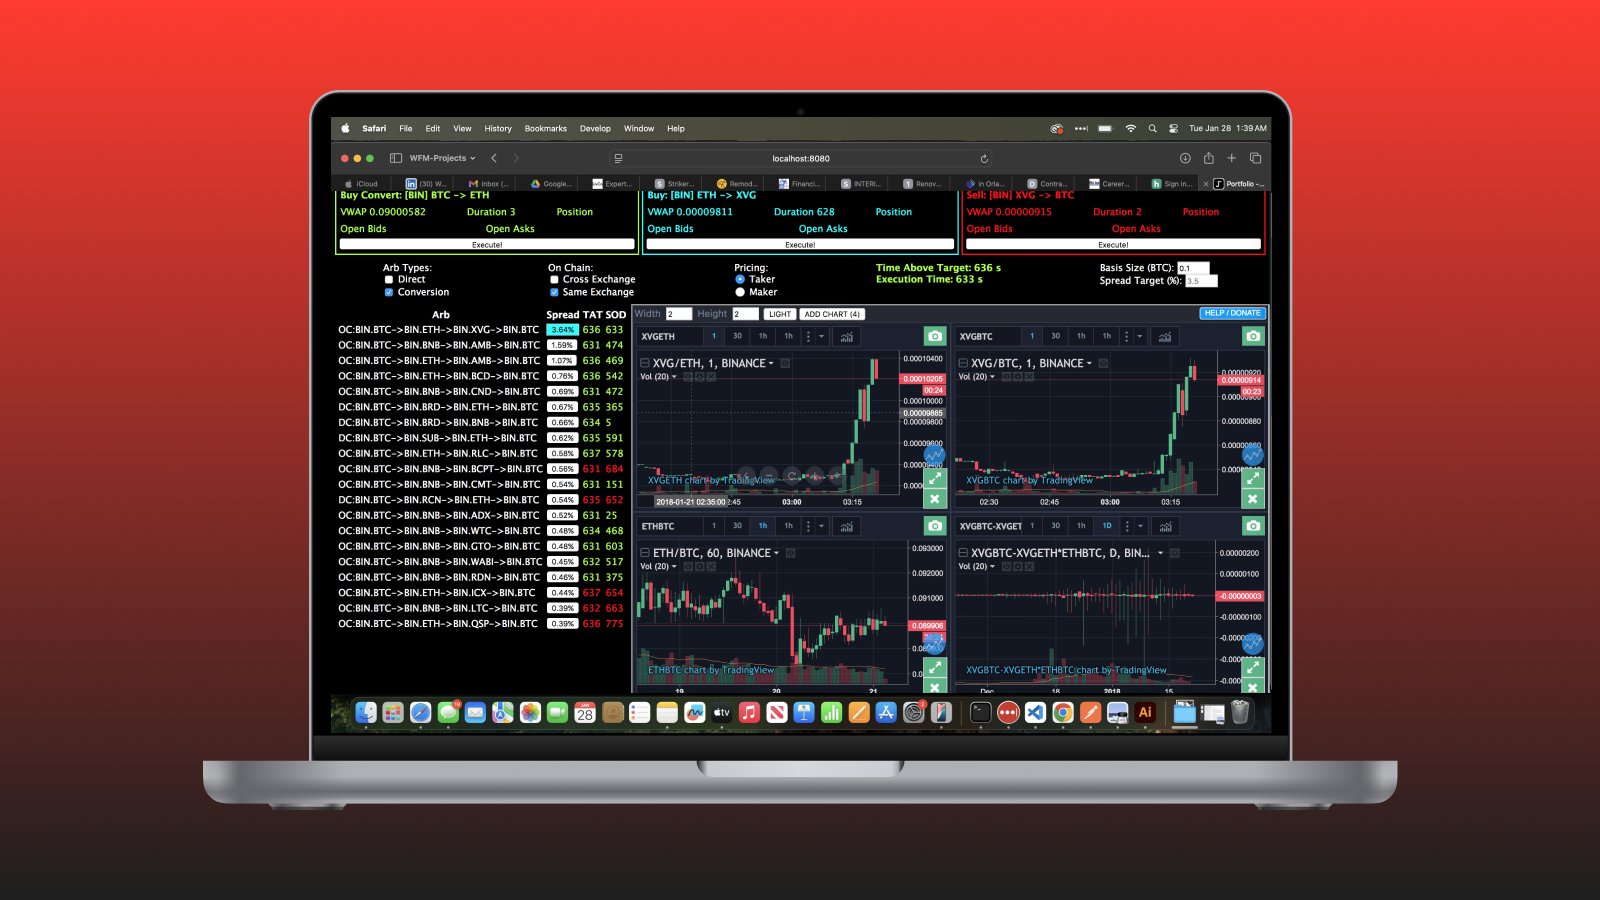 Safari File Edit View History Bookmarks Develop Window Help Tue Jan 28 1:39 AM
WFM-Projects localhost:8080
iCloud (30) W... Inbox (... Google... Expert... Striker... Remod... Financi... INTERI... Renov... in Orla... Contra... Career... Sign In... Portfolio -...
Buy Convert: [BIN] BTC -> ETH
VWAP 0.09000582 Duration 3 Position
Open Bids Open Asks
Execute!
Buy: [BIN] ETH -> XVG
VWAP 0.00009811 Duration 628 Position
Open Bids Open Asks
Execute!
Sell: [BIN] XVG -> BTC
VWAP 0.00000915 Duration 2 Position
Open Bids Open Asks
Execute!
Arb Types:
Direct
Conversion
On Chain:
Cross Exchange
Same Exchange
Pricing:
Taker
Maker
Time Above Target: 636 s
Execution Time: 633 s
Basis Size (BTC): 0.1
Spread Target (%): 3.5
Arb Spread TAT SOD
OC:BIN.BTC->BIN.ETH->BIN.XVG->BIN.BTC 3.64% 636 633
OC:BIN.BTC->BIN.BNB->BIN.AMB->BIN.BTC 1.59% 631 474
OC:BIN.BTC->BIN.ETH->BIN.AMB->BIN.BTC 1.07% 636 469
OC:BIN.BTC->BIN.ETH->BIN.BCD->BIN.BTC 0.76% 636 542
OC:BIN.BTC->BIN.BNB->BIN.CND->BIN.BTC 0.69% 631 472
DC:BIN.BTC->BIN.BRD->BIN.ETH->BIN.BTC 0.67% 635 365
DC:BIN.BTC->BIN.BRD->BIN.BNB->BIN.BTC 0.66% 634 5
DC:BIN.BTC->BIN.SUB->BIN.ETH->BIN.BTC 0.62% 635 591
OC:BIN.BTC->BIN.ETH->BIN.RLC->BIN.BTC 0.58% 637 578
OC:BIN.BTC->BIN.BNB->BIN.BCPT->BIN.BTC 0.56% 631 684
OC:BIN.BTC->BIN.BNB->BIN.CMT->BIN.BTC 0.54% 631 151
DC:BIN.BTC->BIN.RCN->BIN.ETH->BIN.BTC 0.54% 635 652
OC:BIN.BTC->BIN.BNB->BIN.ADX->BIN.BTC 0.52% 631 25
OC:BIN.BTC->BIN.ETH->BIN.WTC->BIN.BTC 0.48% 634 468
OC:BIN.BTC->BIN.BNB->BIN.GTO->BIN.BTC 0.48% 631 603
OC:BIN.BTC->BIN.BNB->BIN.WABI->BIN.BTC 0.45% 632 517
OC:BIN.BTC->BIN.BNB->BIN.RDN->BIN.BTC 0.46% 631 375
OC:BIN.BTC->BIN.ETH->BIN.ICX->BIN.BTC 0.44% 637 654
OC:BIN.BTC->BIN.BNB->BIN.LTC->BIN.BTC 0.39% 632 663
OC:BIN.BTC->BIN.ETH->BIN.QSP->BIN.BTC 0.39% 636 775
Width 2 Height 2 LIGHT ADD CHART (4) HELP / DONATE
XVGETH 1 30 1h 1h
XVG/ETH, 1, BINANCE
Vol (20)
0.00010400
0.00010205
00:24
0.00010000
0.00009885
0.00009800
0.00009600
XVGETH chart by TradingView
2018-01-21 02:35:00 2:45 03:00 03:15
XVGBTC 1 30 1h 1h
XVG/BTC, 1, BINANCE
Vol (20)
0.00000920
0.00000914
00:23
0.00000900
0.00000880
0.00000860
XVGBTC chart by TradingView
02:30 02:45 03:00 03:15
ETHBTC 1 30 1h 1h
ETH/BTC, 60, BINANCE
Vol (20)
0.093000
0.092000
0.091000
0.089906
ETHBTC chart by TradingView
19 20 21
XVGBTC-XVGET 1 30 1h 1D
XVGBTC-XVGETH*ETHBTC, D, BIN...
Vol (20)
0.00000200
0.00000100
-0.00000003
-0.00000100
XVGBTC-XVGETH*ETHBTC chart by TradingView
Dec 18 2018 15
JAN
28
tv
Ai